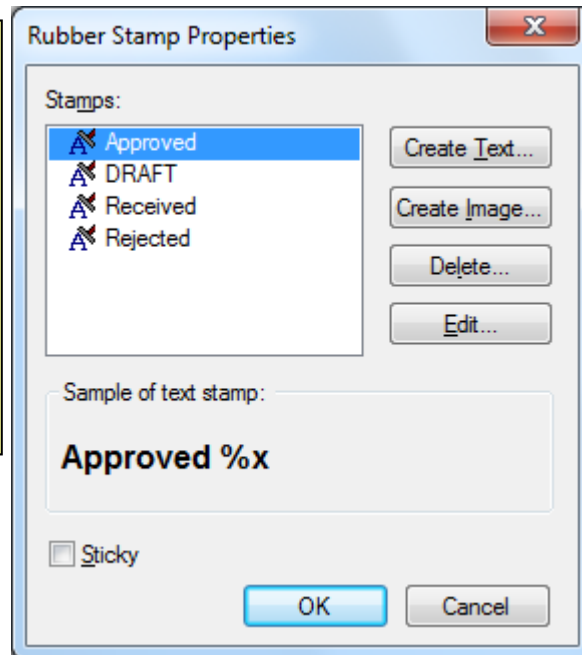 Rubber Stamp Properties
Stamps:
Approved
DRAFT
Received
Rejected
Create Text...
Create Image...
Delete...
Edit...
Sample of text stamp:
Approved %x
Sticky
OK
Cancel